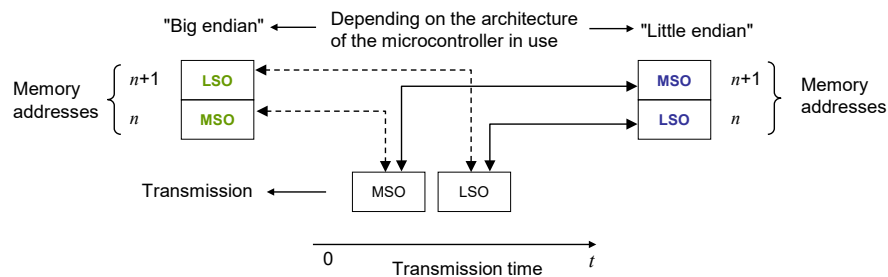 Depending on the architecture
of the microcontroller in use
"Big endian"
"Little endian"
Memory
addresses
n+1
n
LSO
MSO
MSO
LSO
n+1
n
Memory
addresses
Transmission
MSO
LSO
0
Transmission time
t